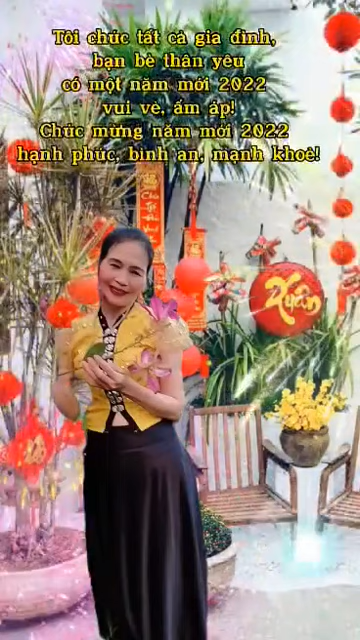 Tôi chúc tất cả gia đình,
bạn bè thân yêu
có một năm mới 2022
vui vẻ, ấm áp!
Chúc mừng năm mới 2022
hạnh phúc, bình an, mạnh khoẻ!
Xuân